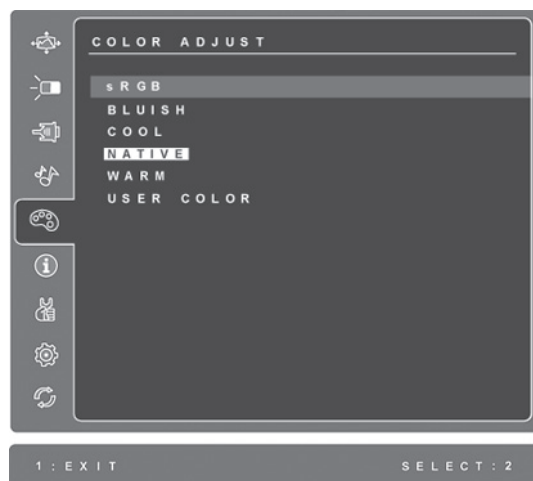 COLOR ADJUST
sRGB
BLUISH
COOL
NATIVE
WARM
USER COLOR
1:EXIT SELECT:2